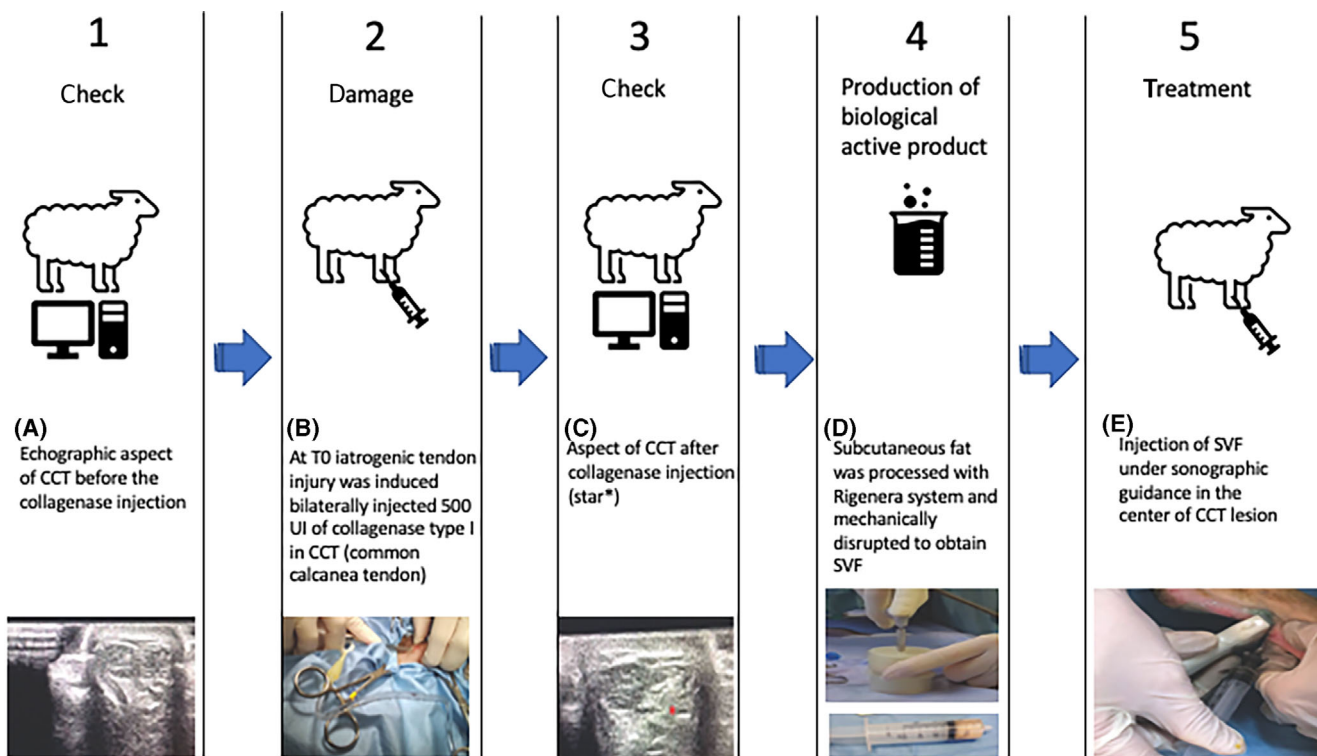 1
Check
(A)
Echographic aspect
of CCT before the
collagenase injection
2
Damage
(B)
At T0 iatrogenic tendon
injury was induced
bilaterally injected 500
UI of collagenase type I
in CCT (common
calcanea tendon)
3
Check
(C)
Aspect of CCT after
collagenase injection
(star*)
4
Production of
biological
active product
(D)
Subcutaneous fat
was processed with
Rigenera system and
mechanically
disrupted to obtain
SVF
5
Treatment
(E)
Injection of SVF
under sonographic
guidance in the
center of CCT lesion